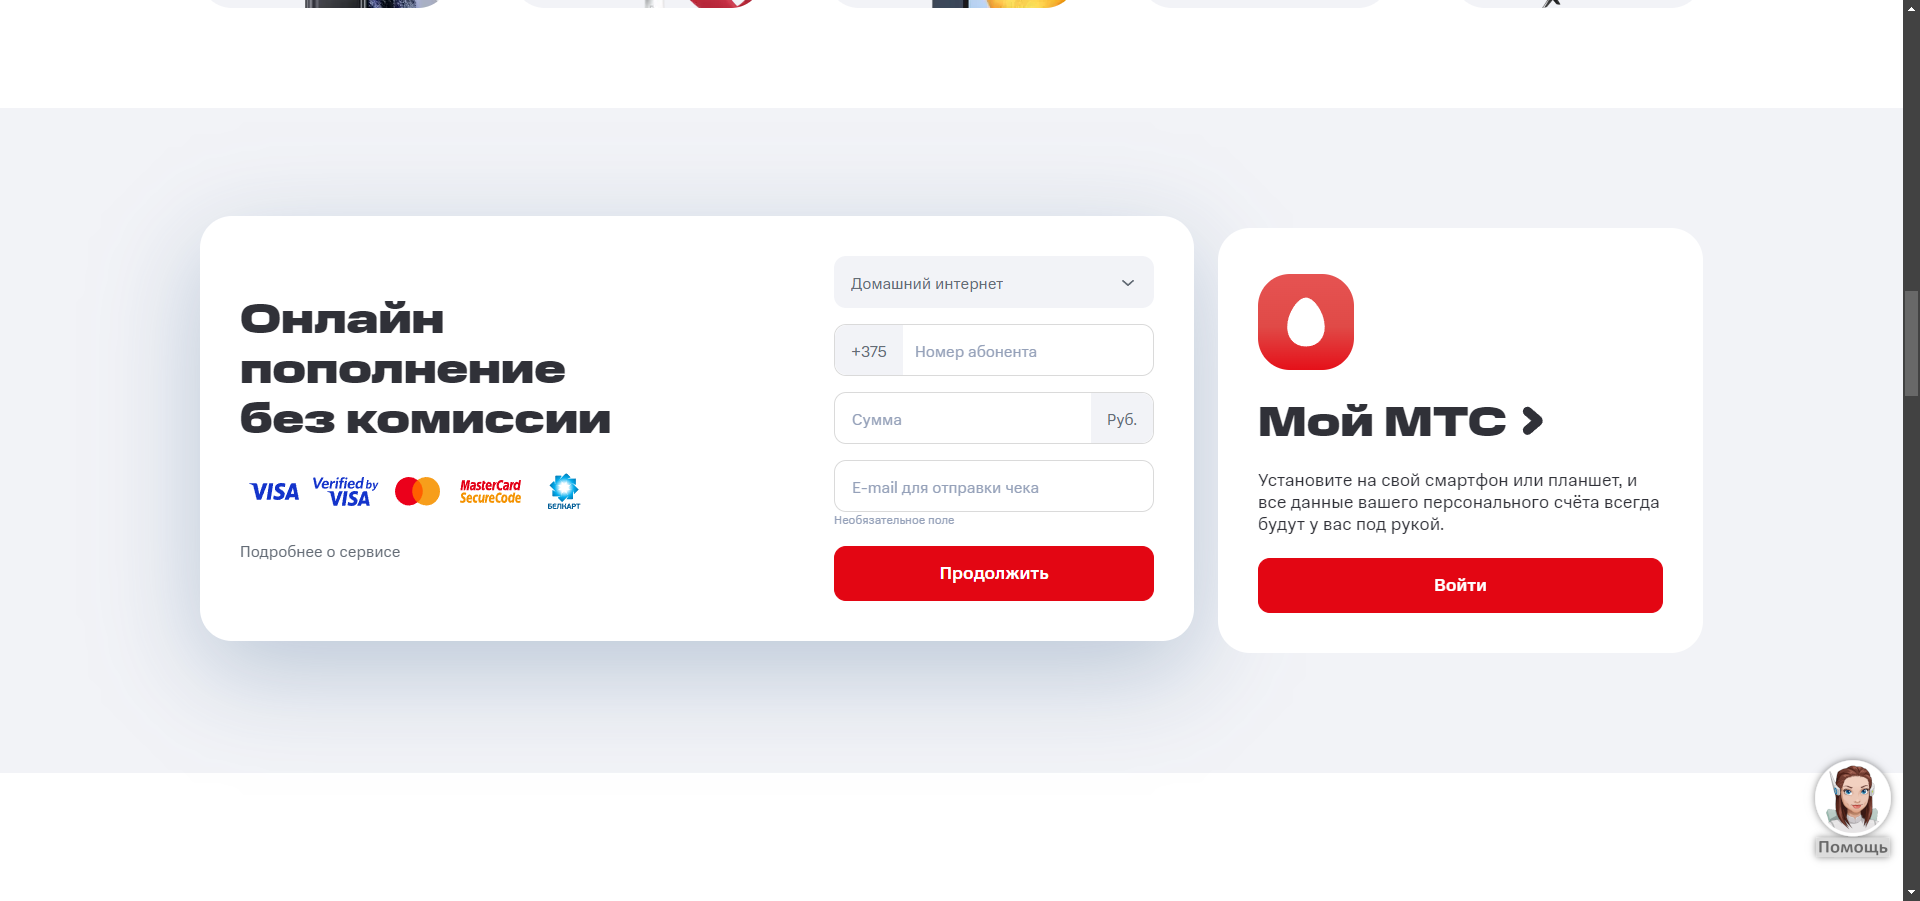 Онлайн
пополнение
без комиссии
VISA Verified by VISA MasterCard SecureCode БЕЛКАРТ
Подробнее о сервисе
Домашний интернет
+375 Номер абонента
Сумма Руб.
E-mail для отправки чека
Необязательное поле
Продолжить
Мой МТС
Установите на свой смартфон или планшет, и
все данные вашего персонального счёта всегда
будут у вас под рукой.
Войти
Помощь